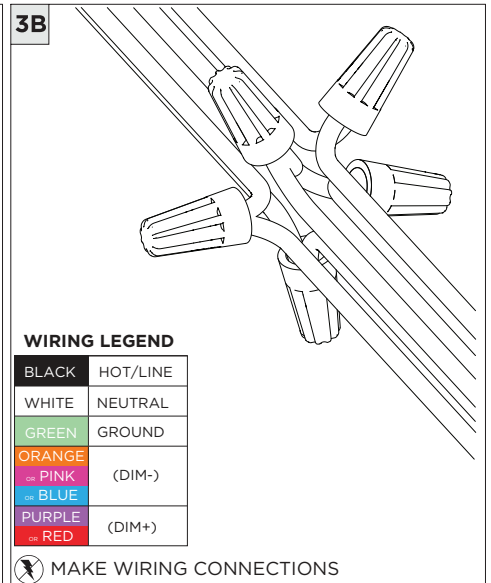 3B
WIRING LEGEND
BLACK HOT/LINE
WHITE NEUTRAL
GREEN GROUND
ORANGE
OR PINK (DIM-)
OR BLUE
PURPLE
OR RED (DIM+)
MAKE WIRING CONNECTIONS